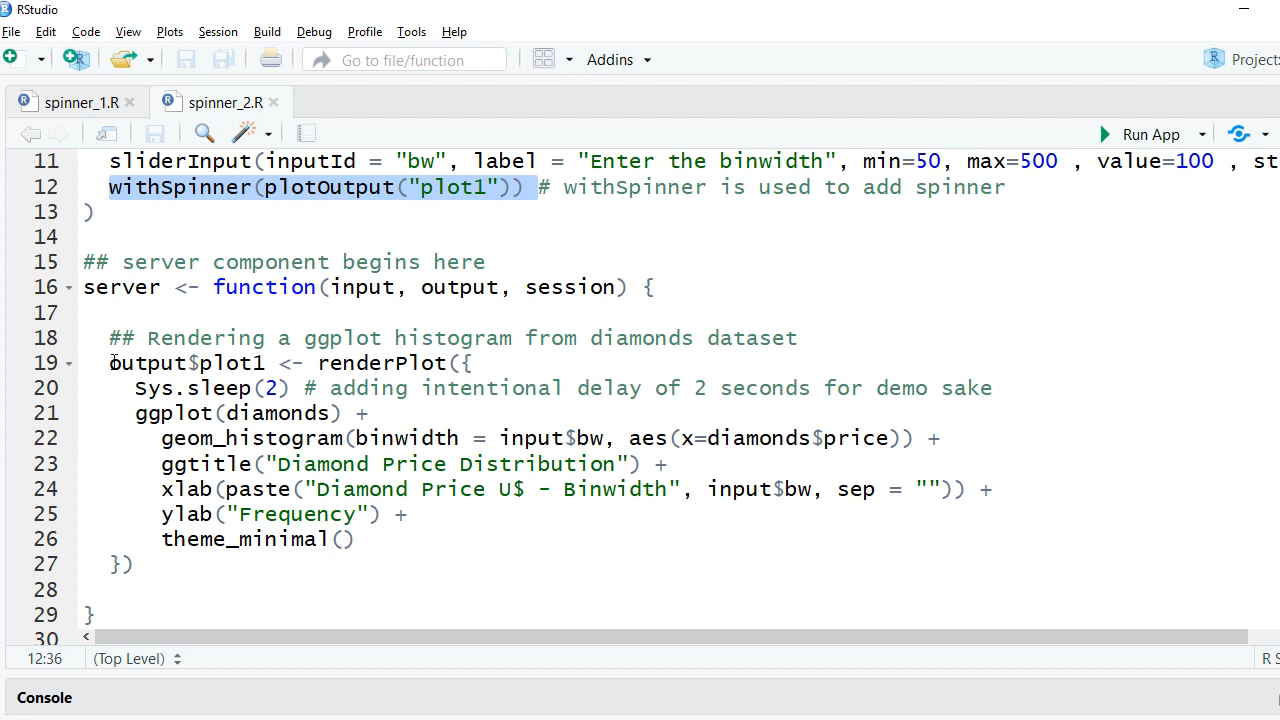 RStudio
File Edit Code View Plots Session Build Debug Profile Tools Help
Go to file/function Addins Project:
spinner_1.R spinner_2.R
Run App
11 sliderInput(inputId = "bw", label = "Enter the binwidth", min=50, max=500 , value=100 , st
12 withSpinner(plotOutput("plot1")) # withSpinner is used to add spinner
13 )
14
15 ## server component begins here
16 server <- function(input, output, session) {
17
18 ## Rendering a ggplot histogram from diamonds dataset
19 output$plot1 <- renderPlot({
20 Sys.sleep(2) # adding intentional delay of 2 seconds for demo sake
21 ggplot(diamonds) +
22 geom_histogram(binwidth = input$bw, aes(x=diamonds$price)) +
23 ggtitle("Diamond Price Distribution") +
24 xlab(paste("Diamond Price U$ - Binwidth", input$bw, sep = "")) +
25 ylab("Frequency") +
26 theme_minimal()
27 })
28
29 }
30
12:36 (Top Level) R S
Console